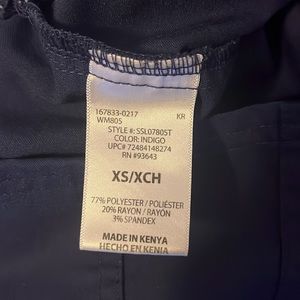 167833-0217 KR
WM805
STYLE #: SSL07805T
COLOR: INDIGO
UPC# 72484148274
RN #93643
XS/XCH
77% POLYESTER / POLIÉSTER
20% RAYON / RAYÓN
3% SPANDEX
MADE IN KENYA
HECHO EN KENIA